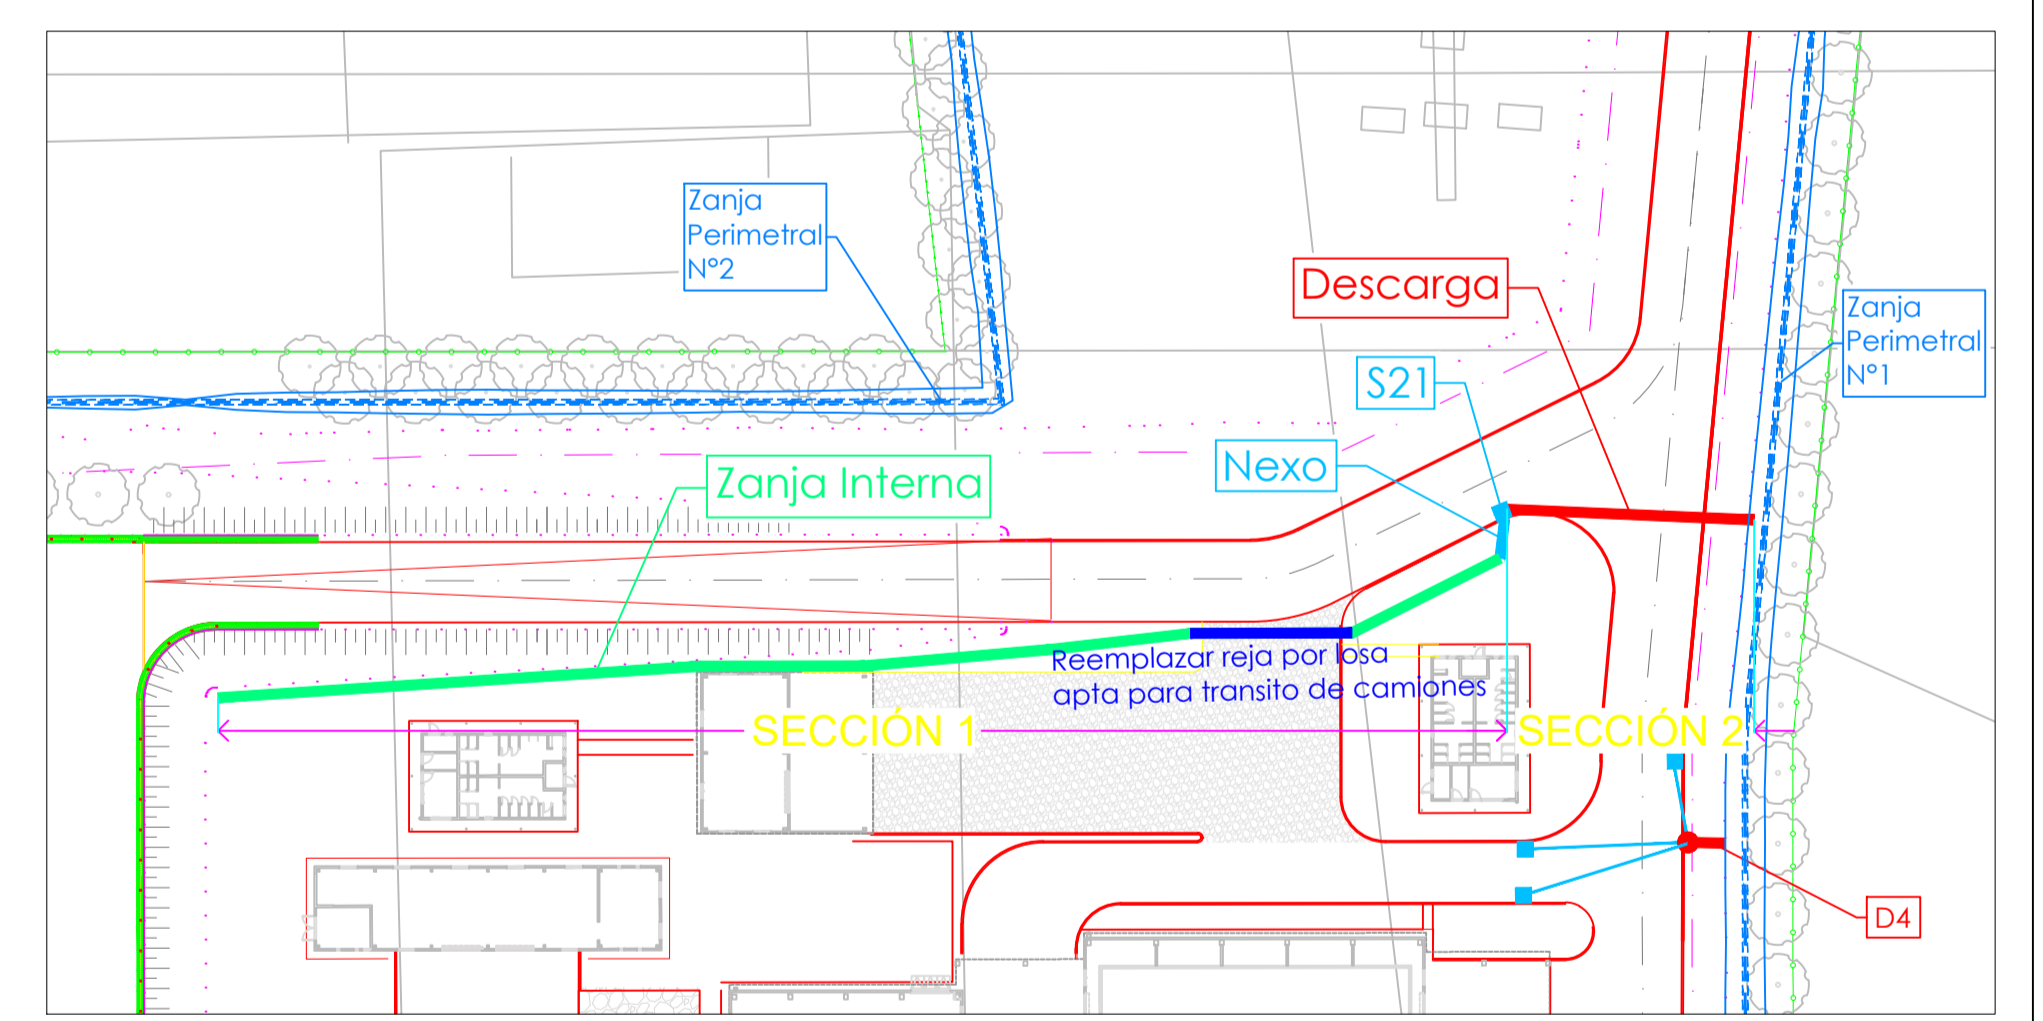 Zanja
Perimetral
N°2
Descarga
Zanja
Perimetral
N°1
S21
Nexo
Zanja Interna
Reemplazar reja por losa
apta para transito de camiones
SECCIÓN 1
SECCIÓN 2
D4